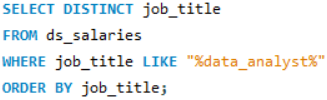 SELECT DISTINCT job_title
FROM ds_salaries
WHERE job_title LIKE "%data_analyst%"
ORDER BY job_title;